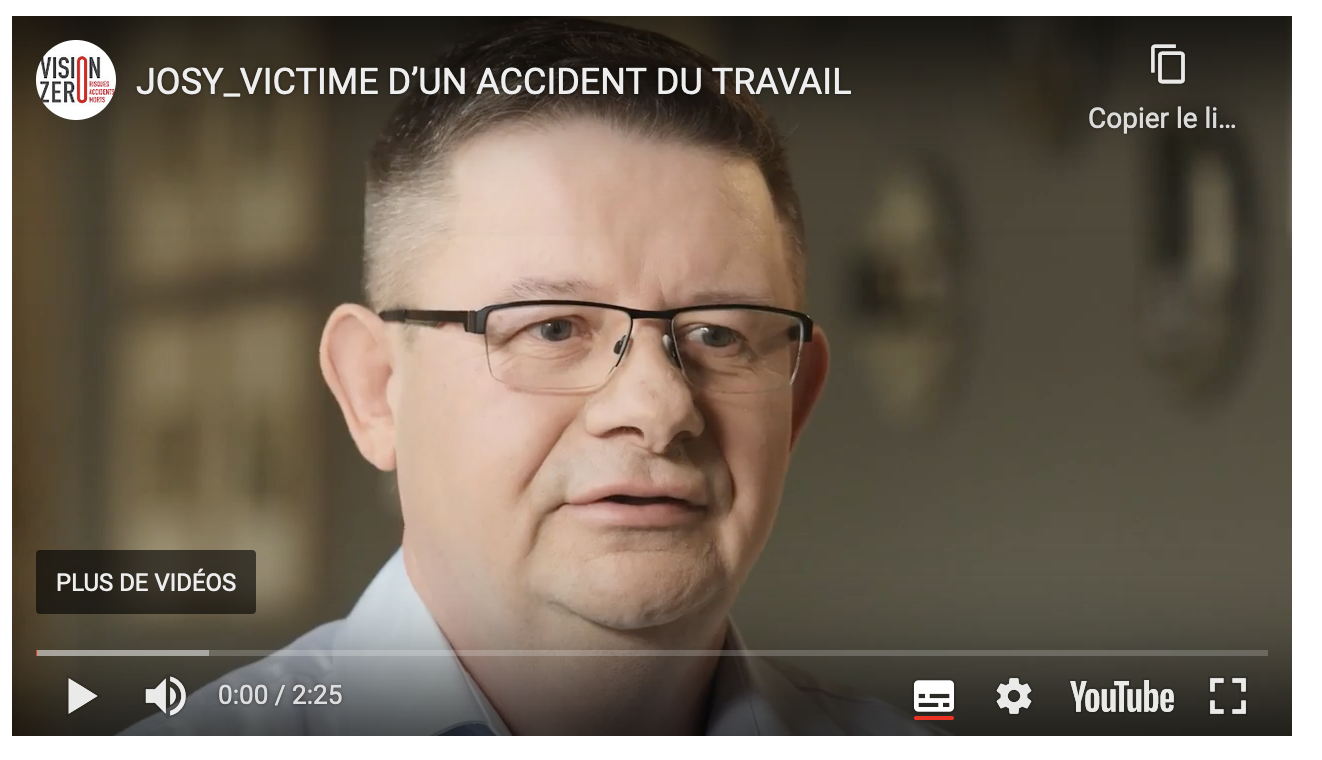 VISION
ZERO
RISQUES
ACCIDENTS
MORTS
JOSY_VICTIME D’UN ACCIDENT DU TRAVAIL
Copier le li...
PLUS DE VIDÉOS
0:00 / 2:25
YouTube